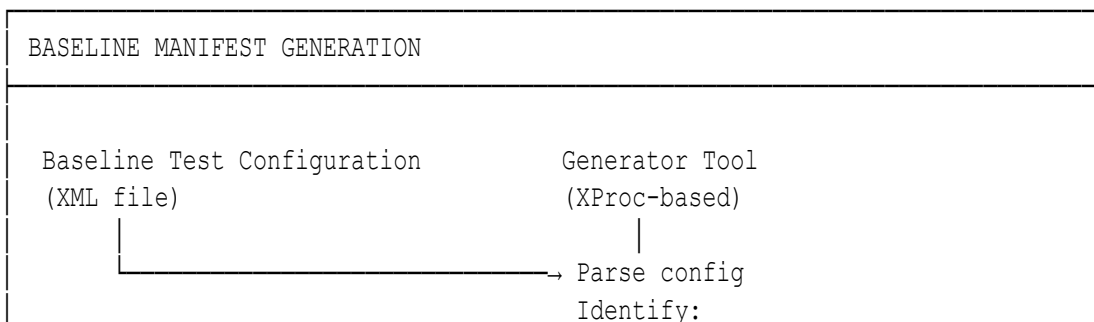 BASELINE MANIFEST GENERATION
Baseline Test Configuration Generator Tool
(XML file) (XProc-based)
→ Parse config
Identify: